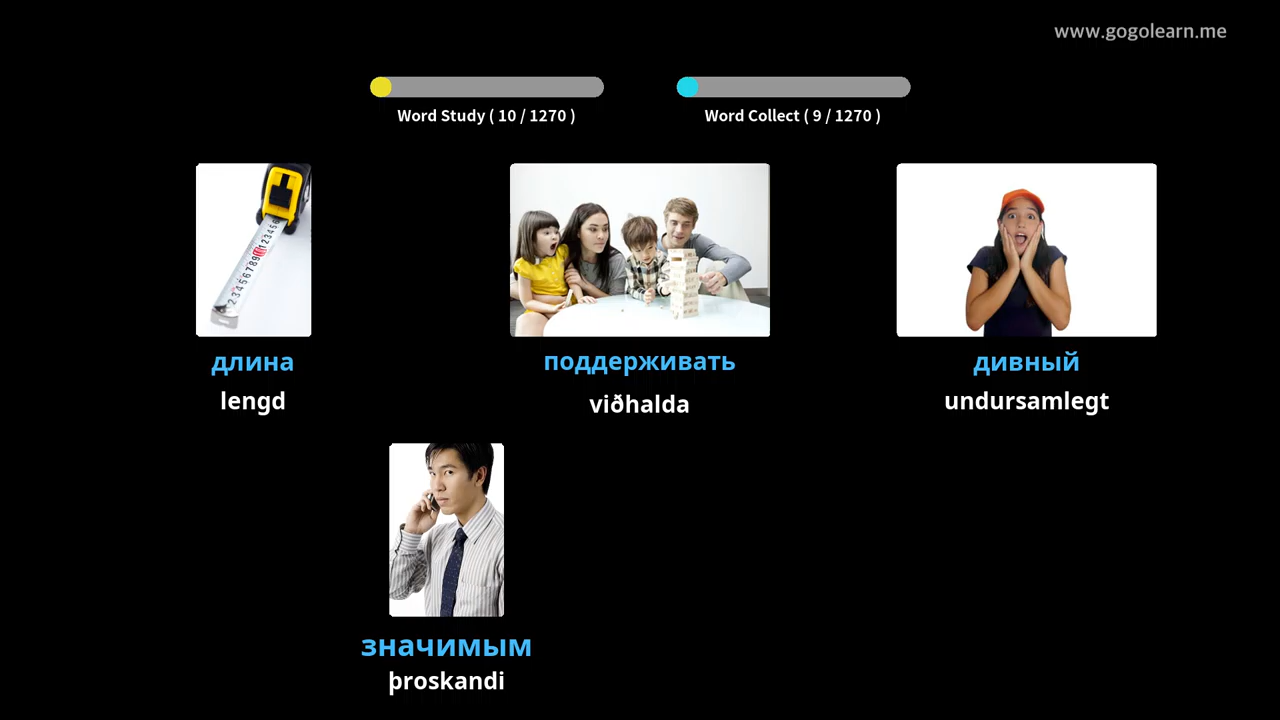 www.gogolearn.me
Word Study ( 10 / 1270 )
Word Collect ( 9 / 1270 )
длина
lengd
поддерживать
viðhalda
дивный
undursamlegt
значимым
þroskandi